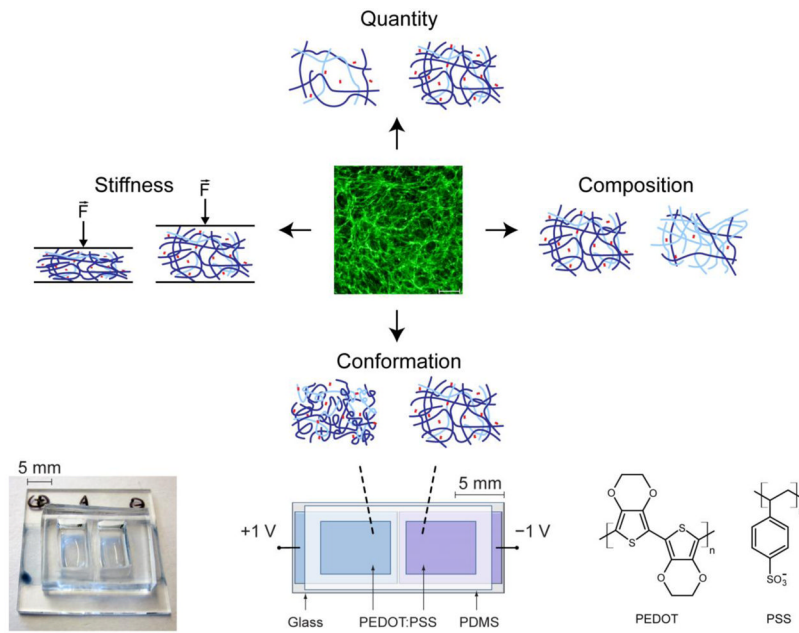 Quantity
Stiffness
F
F
Composition
Conformation
5 mm
5 mm
+1 V
−1 V
Glass
PEDOT:PSS
PDMS
S
S
O
O
O
O
n
PEDOT
SO3−
n
PSS